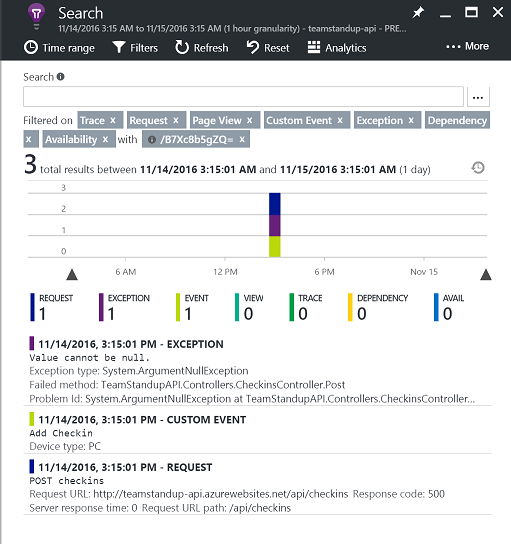 Search
11/14/2016 3:15 AM to 11/15/2016 3:15 AM (1 hour granularity) - teamstandup-api - PRE...
Time range Filters Refresh Reset Analytics ... More
Search
...
Filtered on Trace x Request x Page View x Custom Event x Exception x Dependency
x Availability x with /B7Xc8b5gZQ= x
3 total results between 11/14/2016 3:15:01 AM and 11/15/2016 3:15:01 AM (1 day)
3
2
1
0
6 AM 12 PM 6 PM Nov 15
REQUEST EXCEPTION EVENT VIEW TRACE DEPENDENCY AVAIL
1 1 1 0 0 0 0
11/14/2016, 3:15:01 PM - EXCEPTION
Value cannot be null.
Exception type: System.ArgumentNullException
Failed method: TeamStandupAPI.Controllers.CheckinsController.Post
Problem Id: System.ArgumentNullException at TeamStandupAPI.Controllers.CheckinsController...
11/14/2016, 3:15:01 PM - CUSTOM EVENT
Add Checkin
Device type: PC
11/14/2016, 3:15:01 PM - REQUEST
POST checkins
Request URL: http://teamstandup-api.azurewebsites.net/api/checkins Response code: 500
Server response time: 0 Request URL path: /api/checkins